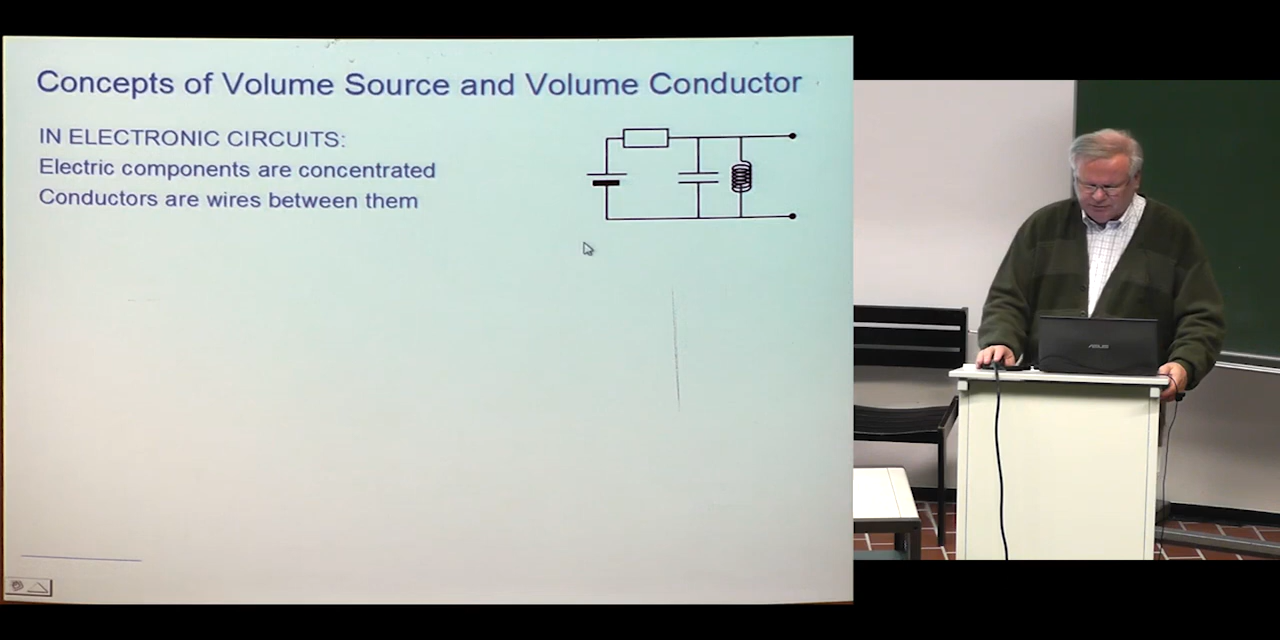 Concepts of Volume Source and Volume Conductor
IN ELECTRONIC CIRCUITS:
Electric components are concentrated
Conductors are wires between them
ASUS